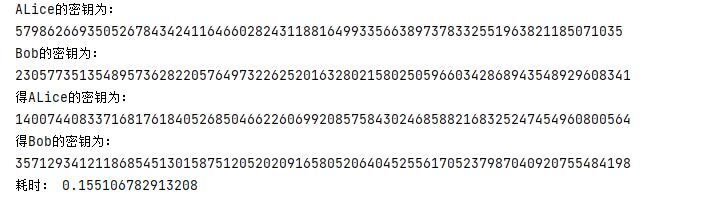 ALice的密钥为:
57986266935052678434241164660282431188164993356638973783325519638211850710​35
Bob的密钥为:
23057735135489573628220576497322625201632802158025059660342868943548929608341
得ALice的密钥为:
14007440833716817618405268504662260699208575843024685882168325247454960800564
得Bob的密钥为:
35712934121186854513015875120520209165805206404525561705237987040920755484198
耗时: 0.155106782913208